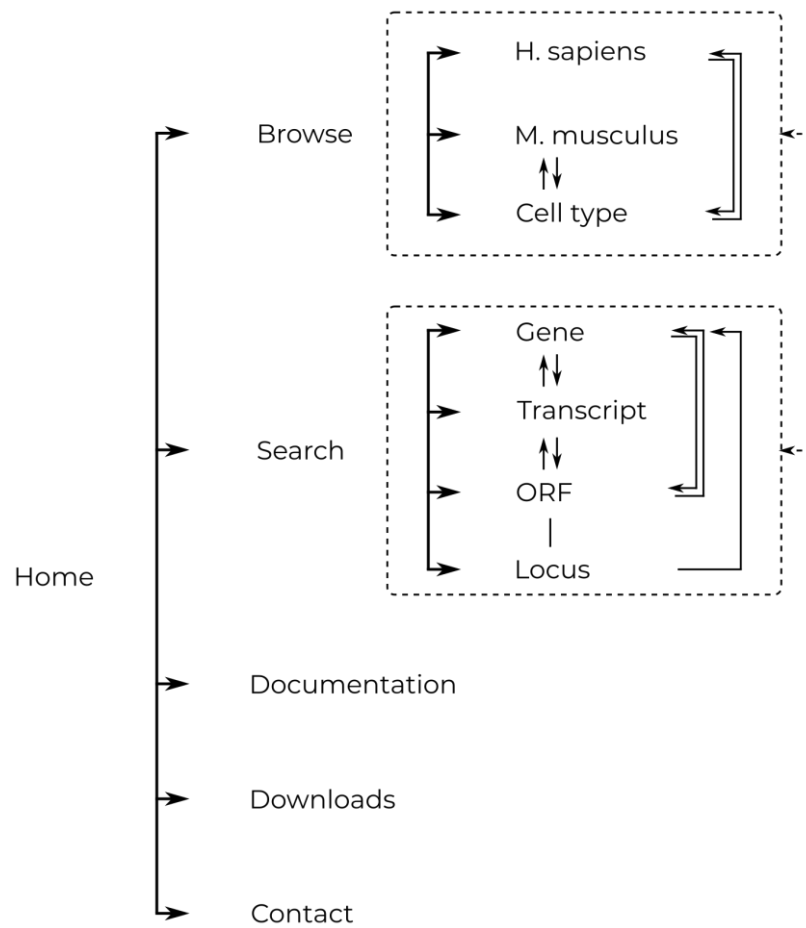 H. sapiens
Browse
M. musculus
Cell type
Gene
Transcript
Search
ORF
Locus
Home
Documentation
Downloads
Contact